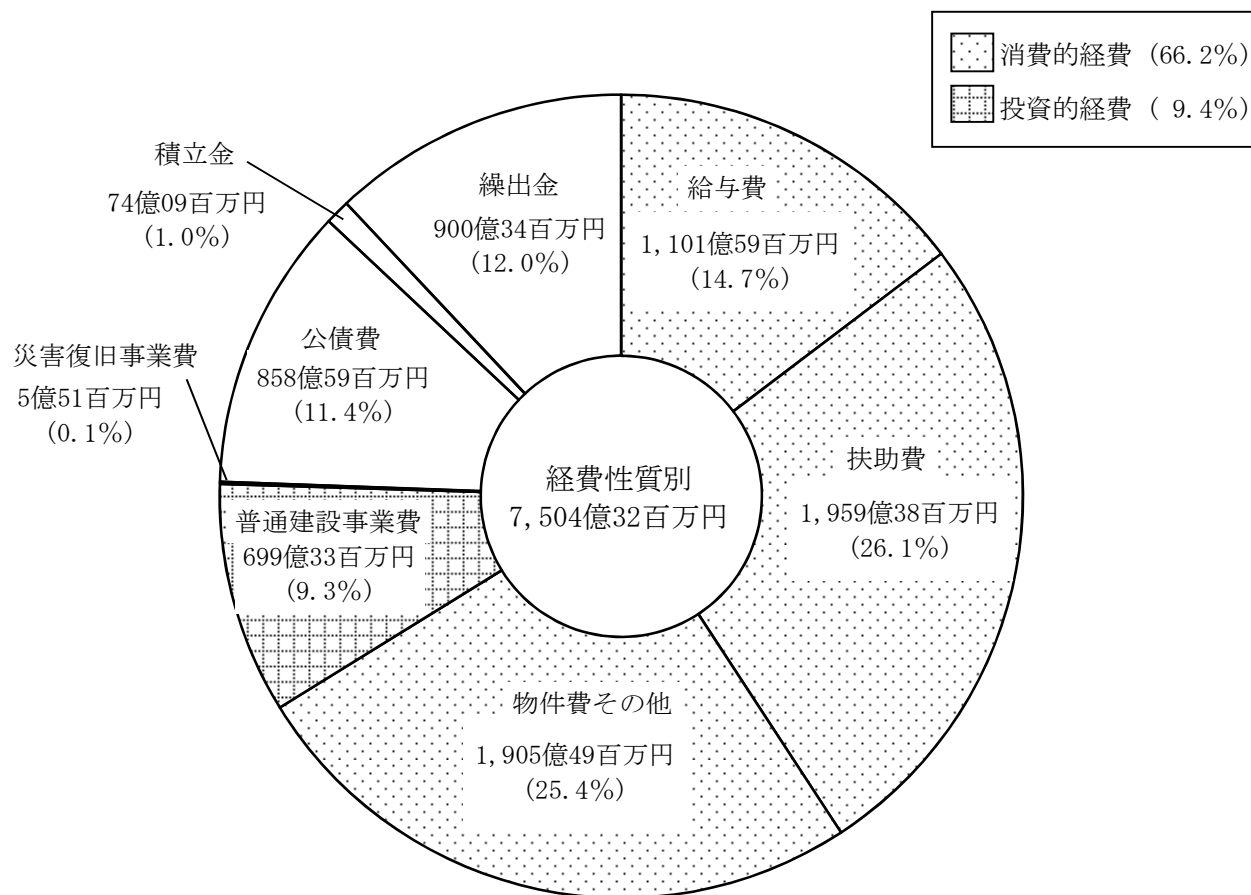 消費的経費 (66.2%)
投資的経費 ( 9.4%)
積立金
74億09百万円
(1.0%)
繰出金
900億34百万円
(12.0%)
給与費
1,101億59百万円
(14.7%)
災害復旧事業費
5億51百万円
(0.1%)
公債費
858億59百万円
(11.4%)
扶助費
1,959億38百万円
(26.1%)
経費性質別
7,504億32百万円
普通建設事業費
699億33百万円
(9.3%)
物件費その他
1,905億49百万円
(25.4%)